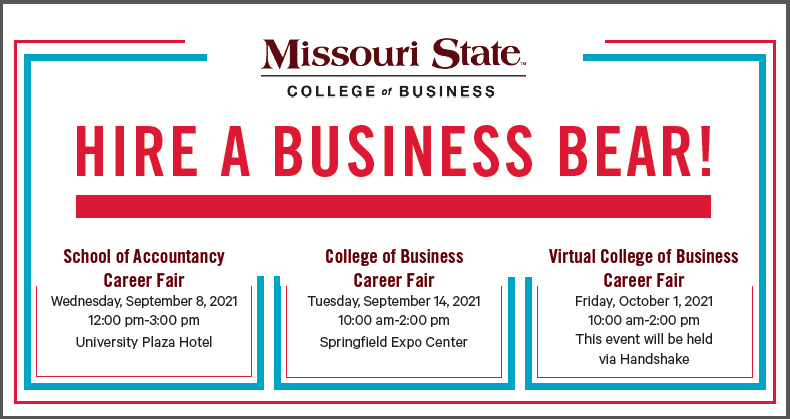 Missouri State™
COLLEGE of BUSINESS
HIRE A BUSINESS BEAR!
School of Accountancy
Career Fair
Wednesday, September 8, 2021
12:00 pm-3:00 pm
University Plaza Hotel
College of Business
Career Fair
Tuesday, September 14, 2021
10:00 am-2:00 pm
Springfield Expo Center
Virtual College of Business
Career Fair
Friday, October 1, 2021
10:00 am-2:00 pm
This event will be held
via Handshake